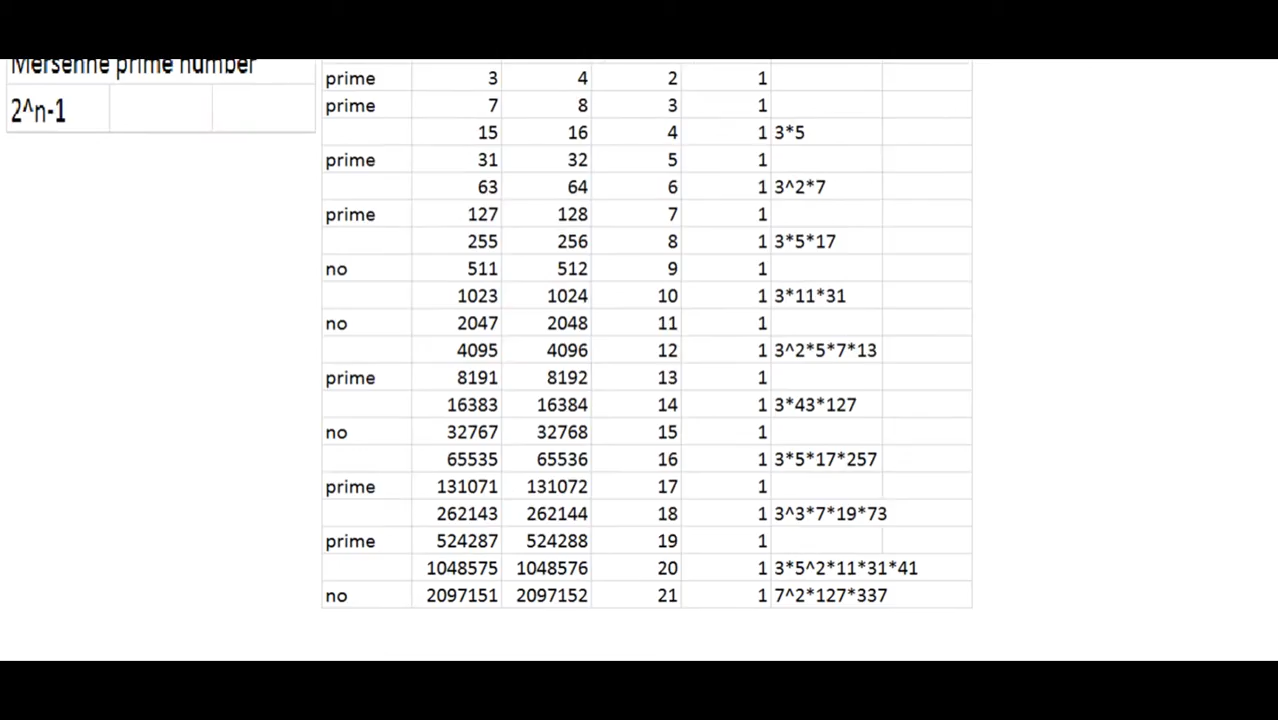 Mersenne prime number
2^n-1
prime 3 4 2 1
prime 7 8 3 1
15 16 4 1 3*5
prime 31 32 5 1
63 64 6 1 3^2*7
prime 127 128 7 1
255 256 8 1 3*5*17
no 511 512 9 1
1023 1024 10 1 3*11*31
no 2047 2048 11 1
4095 4096 12 1 3^2*5*7*13
prime 8191 8192 13 1
16383 16384 14 1 3*43*127
no 32767 32768 15 1
65535 65536 16 1 3*5*17*257
prime 131071 131072 17 1
262143 262144 18 1 3^3*7*19*73
prime 524287 524288 19 1
1048575 1048576 20 1 3*5^2*11*31*41
no 2097151 2097152 21 1 7^2*127*337